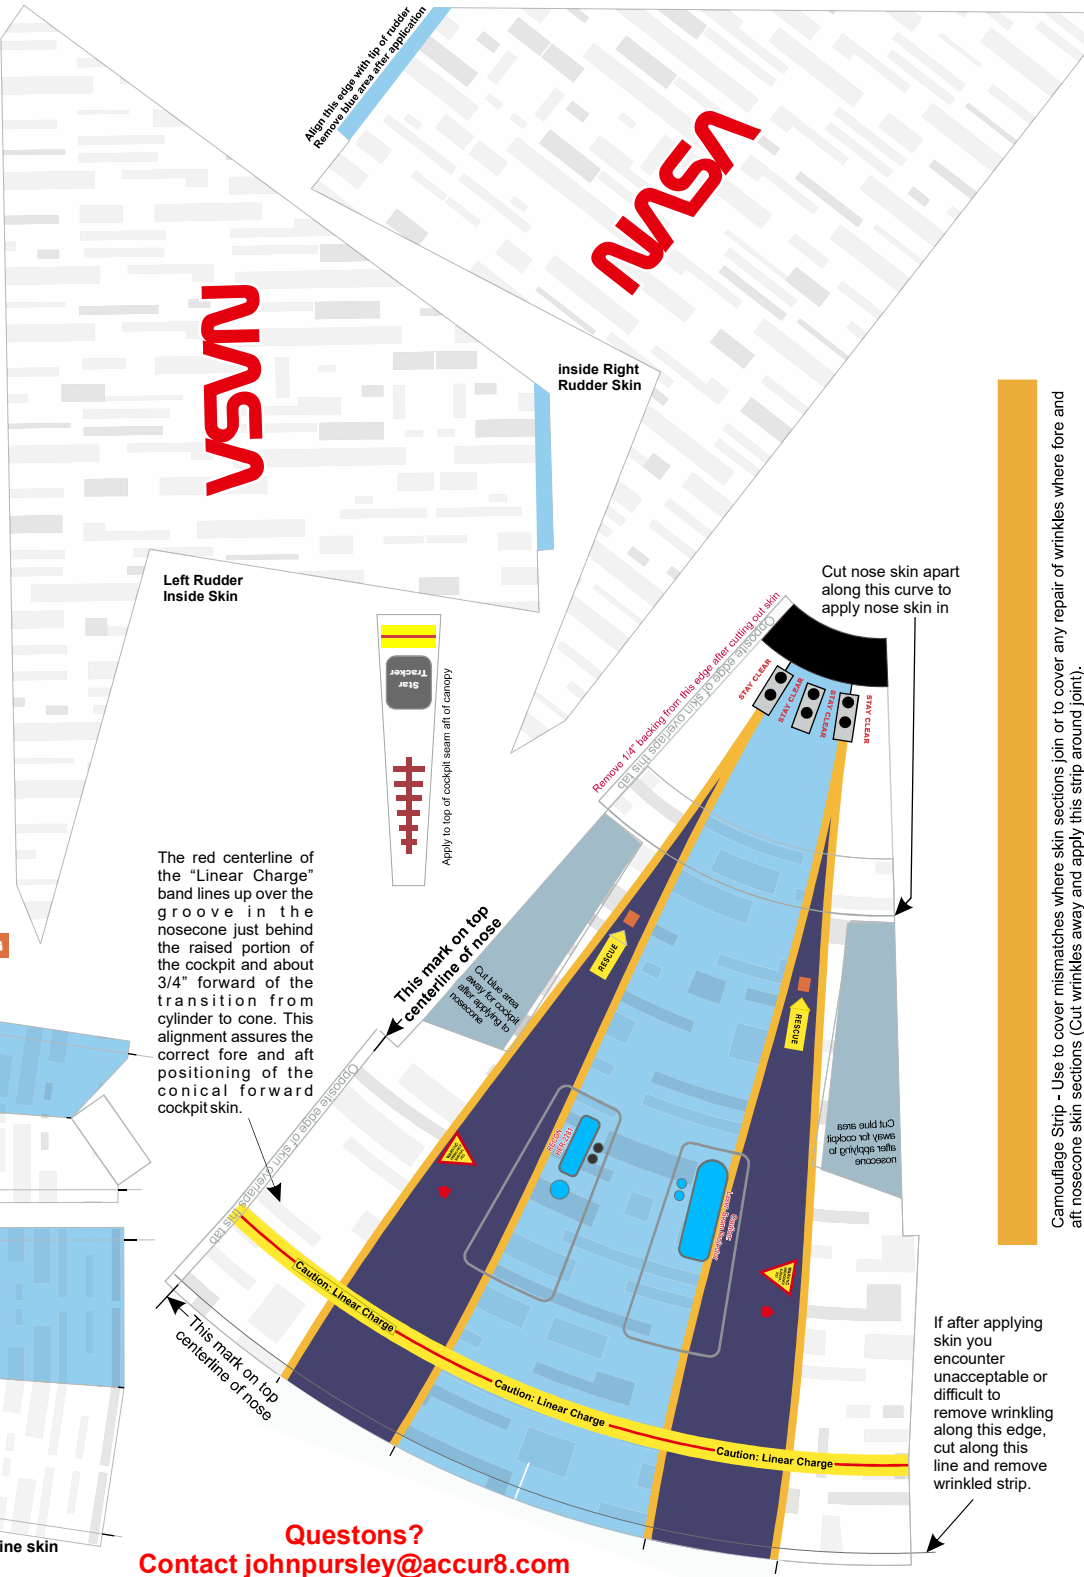 Align this edge with tip of rudder
Remove blue area after application
NASA
NASA
inside Right
Rudder Skin
Left Rudder
Inside Skin
Star
Tracker
Apply to top of cockpit seam aft of canopy
Cut nose skin apart
along this curve to
apply nose skin in
Remove 1/4" backing from this edge after cutting out skin
Opposite edge of skin overlaps this tab
STAY CLEAR
STAY CLEAR
STAY CLEAR
STAY CLEAR
Camouflage Strip - Use to cover mismatches where skin sections join or to cover any repair of wrinkles where fore and
aft nosecone skin sections (Cut wrinkles away and apply this strip around joint).
The red centerline of
the “Linear Charge”
band lines up over the
groove in the
nosecone just behind
the raised portion of
the cockpit and about
3/4” forward of the
transition from
cylinder to cone. This
alignment assures the
correct fore and aft
positioning of the
conical forward
cockpit skin.
This mark on top
centerline of nose
Cut blue area
away for cockpit
after applying to
nosecone
RESCUE
RESCUE
Cut blue area
away for cockpit
after applying to
nosecone
Opposite edge of skin overlaps this tab
Caution: Linear Charge
Caution: Linear Charge
Caution: Linear Charge
This mark on top
centerline of nose
If after applying
skin you
encounter
unacceptable or
difficult to
remove wrinkling
along this edge,
cut along this
line and remove
wrinkled strip.
ine skin
Questons?
Contact johnpursley@accur8.com